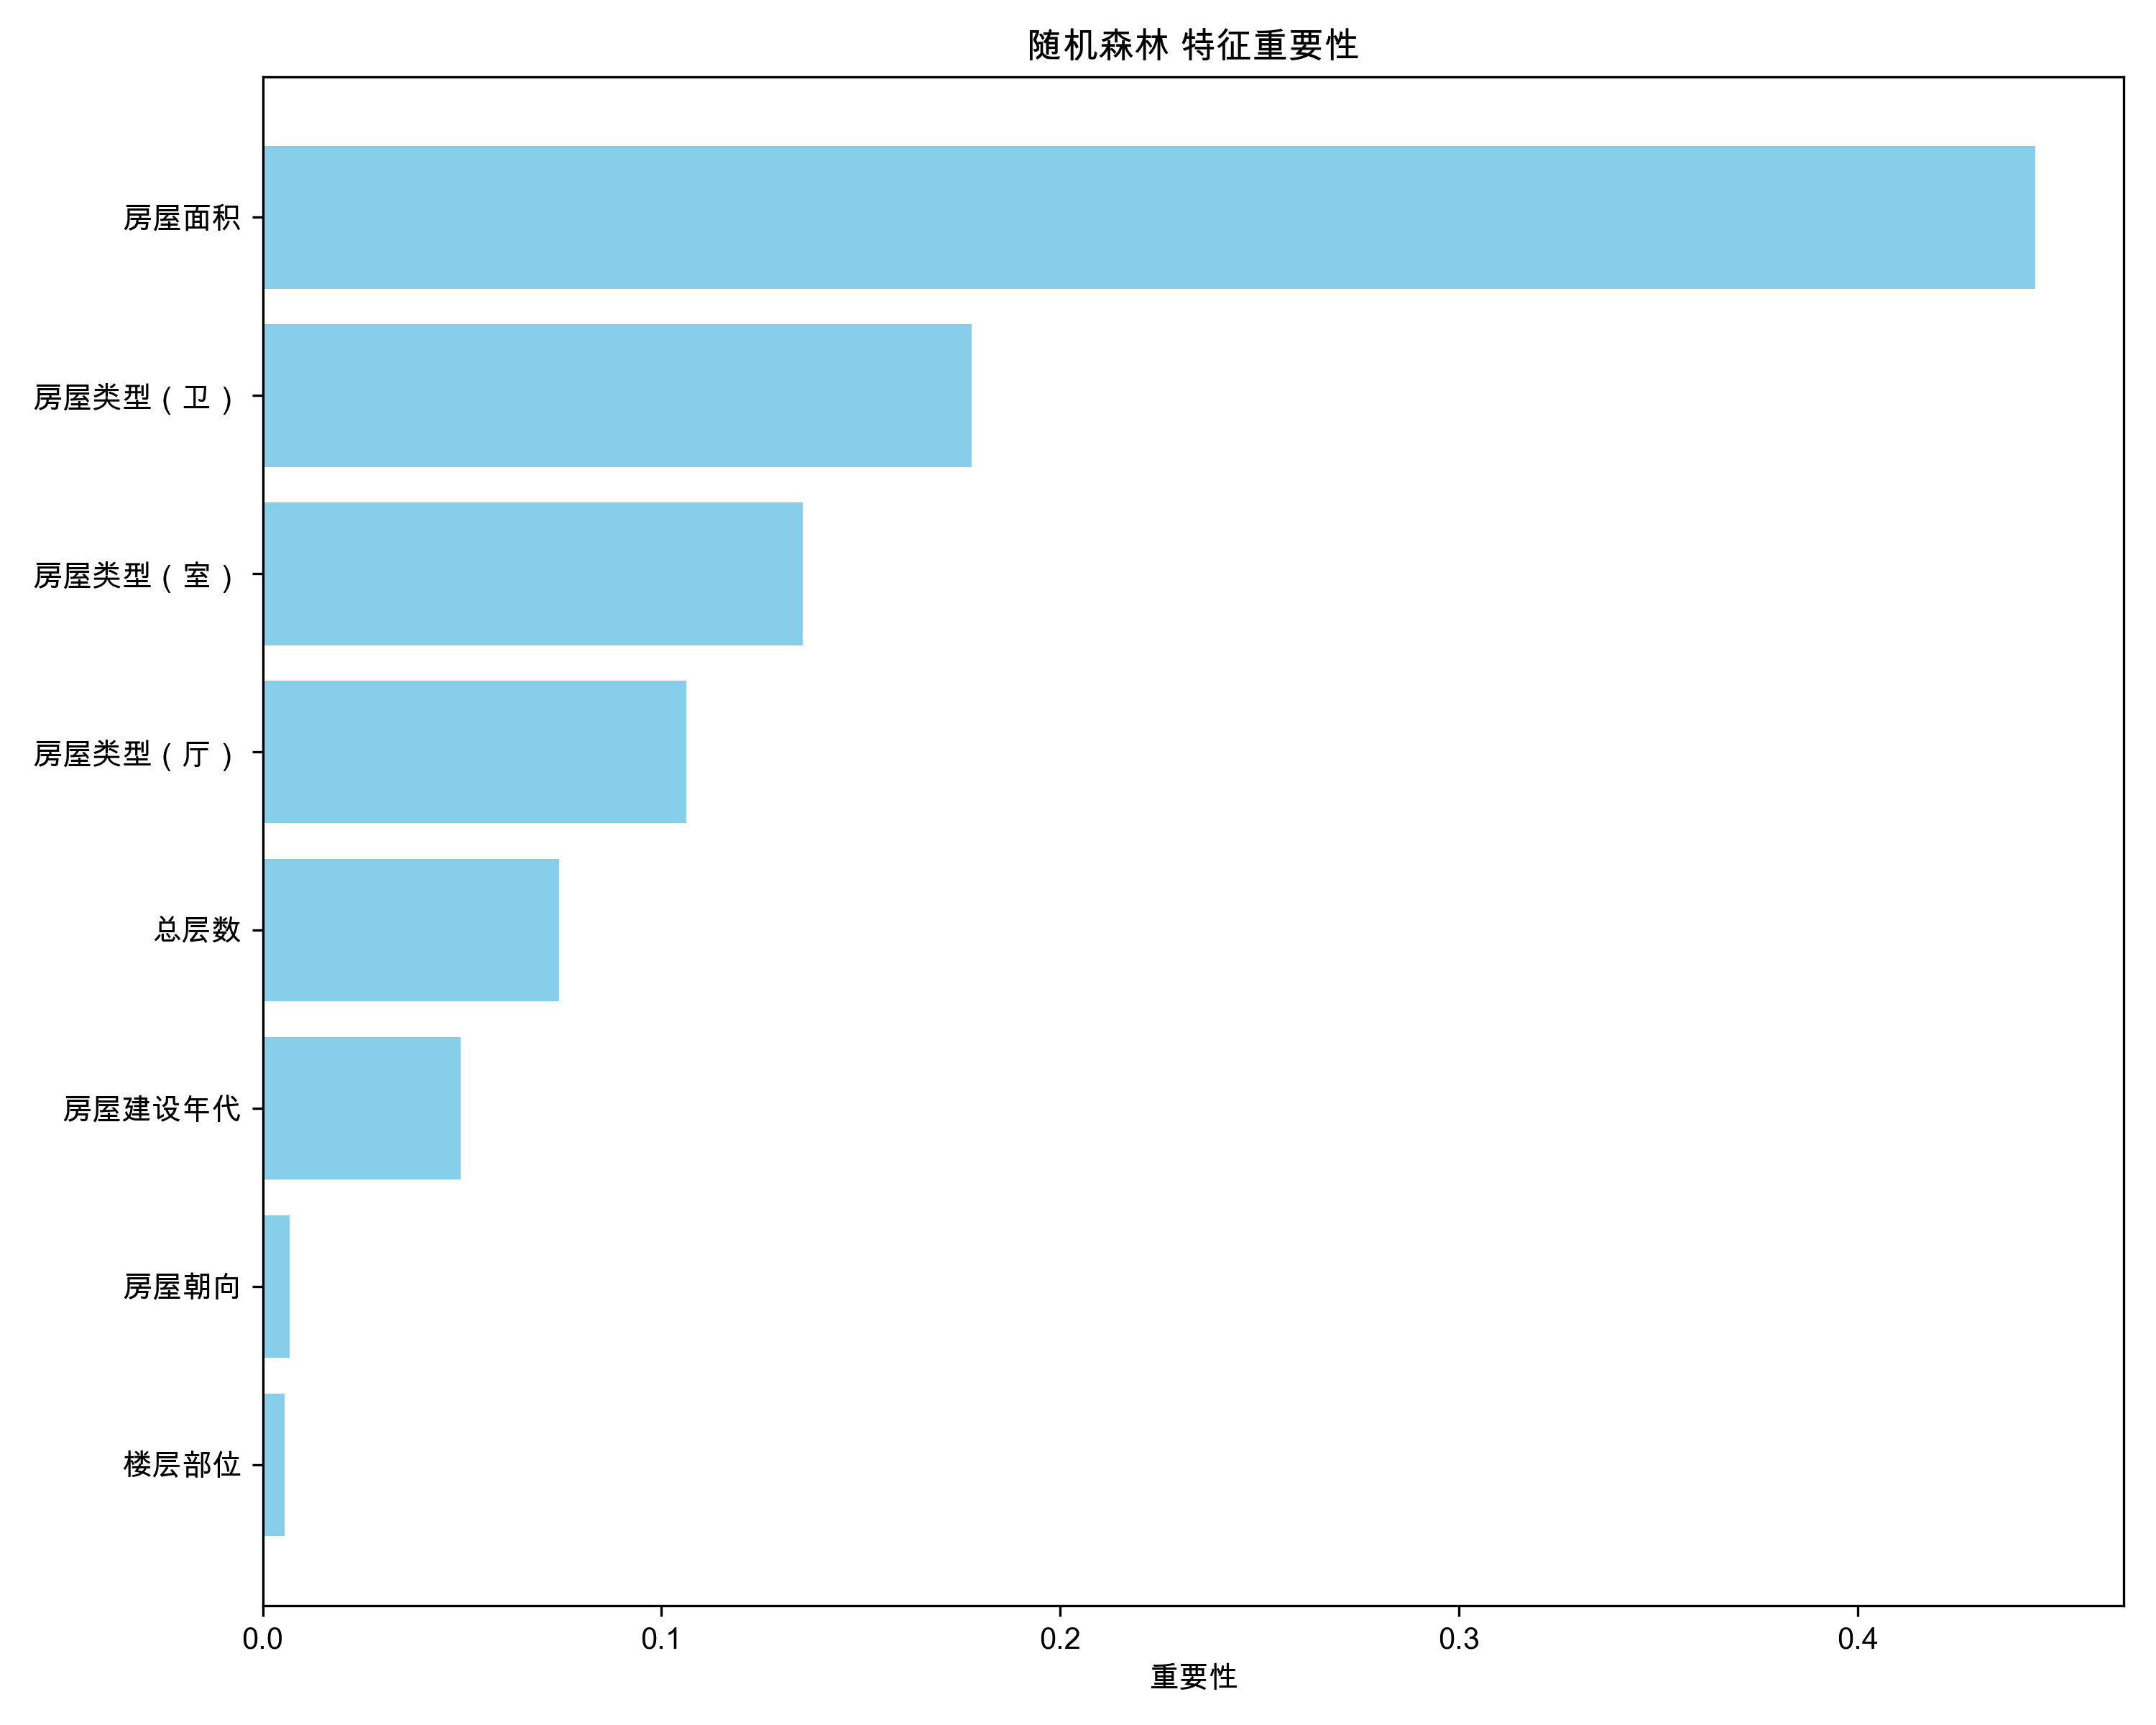 随机森林 特征重要性
房屋面积
房屋类型（卫）
房屋类型（室）
房屋类型（厅）
总层数
房屋建设年代
房屋朝向
楼层部位
0.0 0.1 0.2 0.3 0.4
重要性